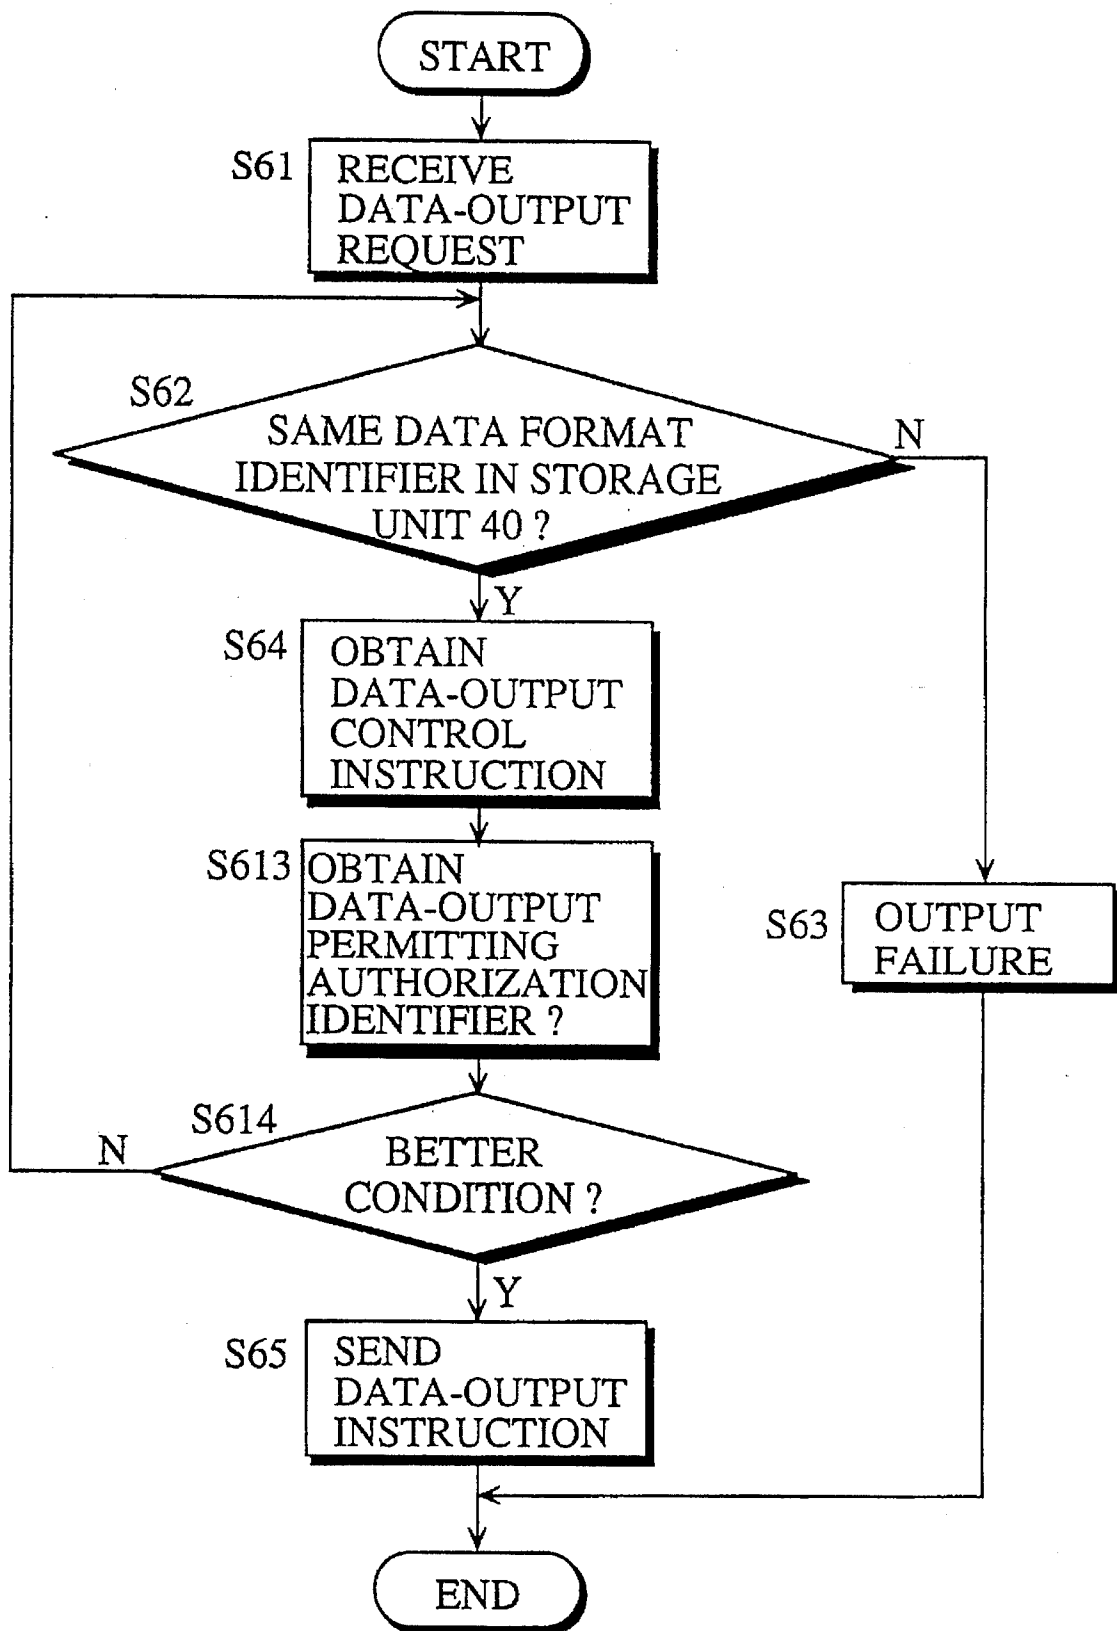 START
S61
RECEIVE
DATA-OUTPUT
REQUEST
S62
SAME DATA FORMAT
IDENTIFIER IN STORAGE
UNIT 40 ?
N
Y
S64
OBTAIN
DATA-OUTPUT
CONTROL
INSTRUCTION
S613
OBTAIN
DATA-OUTPUT
PERMITTING
AUTHORIZATION
IDENTIFIER ?
S63
OUTPUT
FAILURE
S614
N
BETTER
CONDITION ?
Y
S65
SEND
DATA-OUTPUT
INSTRUCTION
END